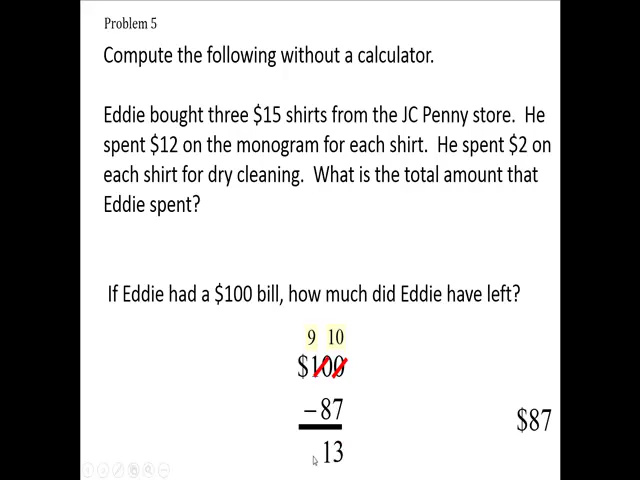 Problem 5
Compute the following without a calculator.
Eddie bought three $15 shirts from the JC Penny store. He
spent $12 on the monogram for each shirt. He spent $2 on
each shirt for dry cleaning. What is the total amount that
Eddie spent?
If Eddie had a $100 bill, how much did Eddie have left?
9 10
$100
−87
13
$87